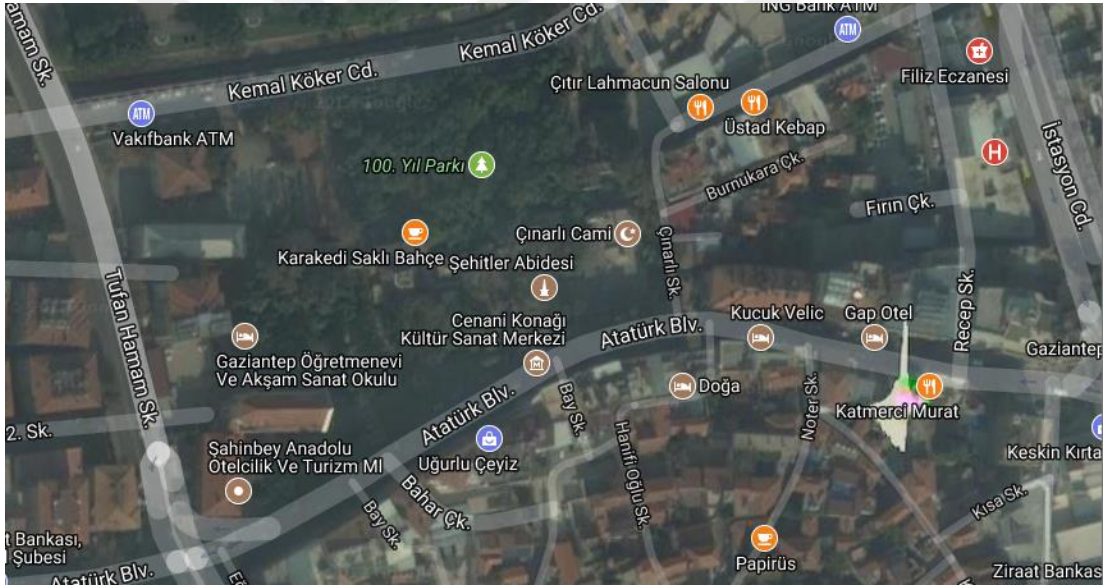 amam Sk.
ING Bank ATM
Kemal Köker Cd.
ATM
Filiz Eczanesi
Çıtır Lahmacun Salonu
Kemal Köker Cd.
ATM
Üstad Kebap
Vakıfbank ATM
İstasyon Cd.
H
100. Yıl Parkı
Burnukara Çk.
Fırın Çk.
Çınarlı Cami
Karakedi Saklı Bahçe
Şehitler Abidesi
Çınarlı Sk.
Tufan Hamam Sk.
Recep Sk.
Kucuk Velic
Gap Otel
Cenani Konağı
Kültür Sanat Merkezi
Atatürk Blv.
Gaziantep
Gaziantep Öğretmenevi
Ve Akşam Sanat Okulu
Doğa
Bay Sk.
Noter Sk.
Katmerci Murat
Atatürk Blv.
2. Sk.
Hanifi Oğlu Sk.
Şahinbey Anadolu
Otelcilik Ve Turizm Ml
Uğurlu Çeyiz
Keskin Kırta
Bahar Çk.
Bay Sk.
Kısa Sk.
t Bankası,
l Şubesi
Papirüs
Atatürk Blv.
Ziraat Bankas